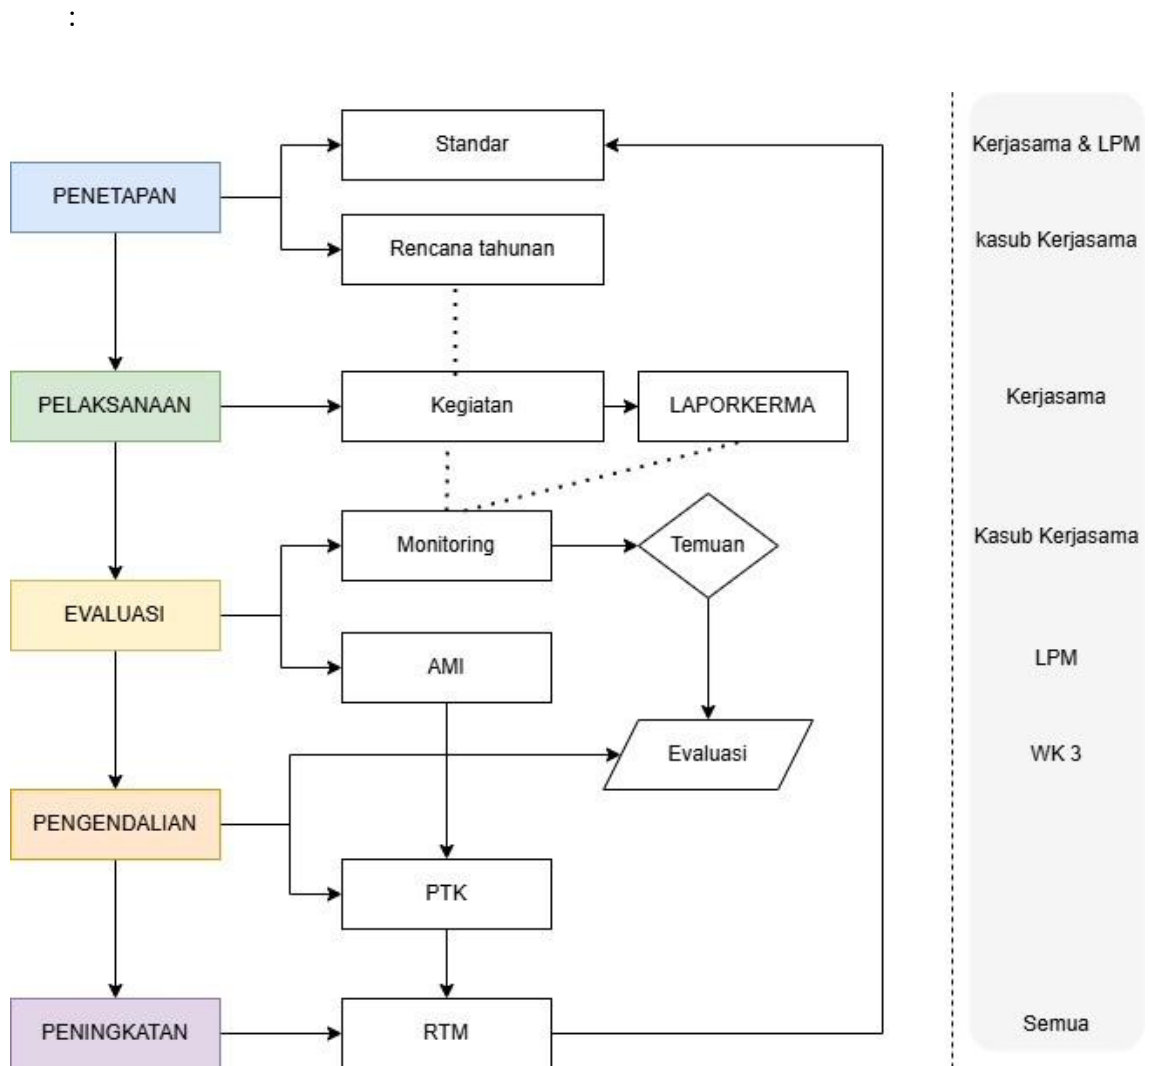 :
Standar
Kerjasama & LPM
PENETAPAN
Rencana tahunan
kasub Kerjasama
PELAKSANAAN
Kegiatan
LAPORKERMA
Kerjasama
Monitoring
Temuan
Kasub Kerjasama
EVALUASI
AMI
LPM
Evaluasi
WK 3
PENGENDALIAN
PTK
PENINGKATAN
RTM
Semua